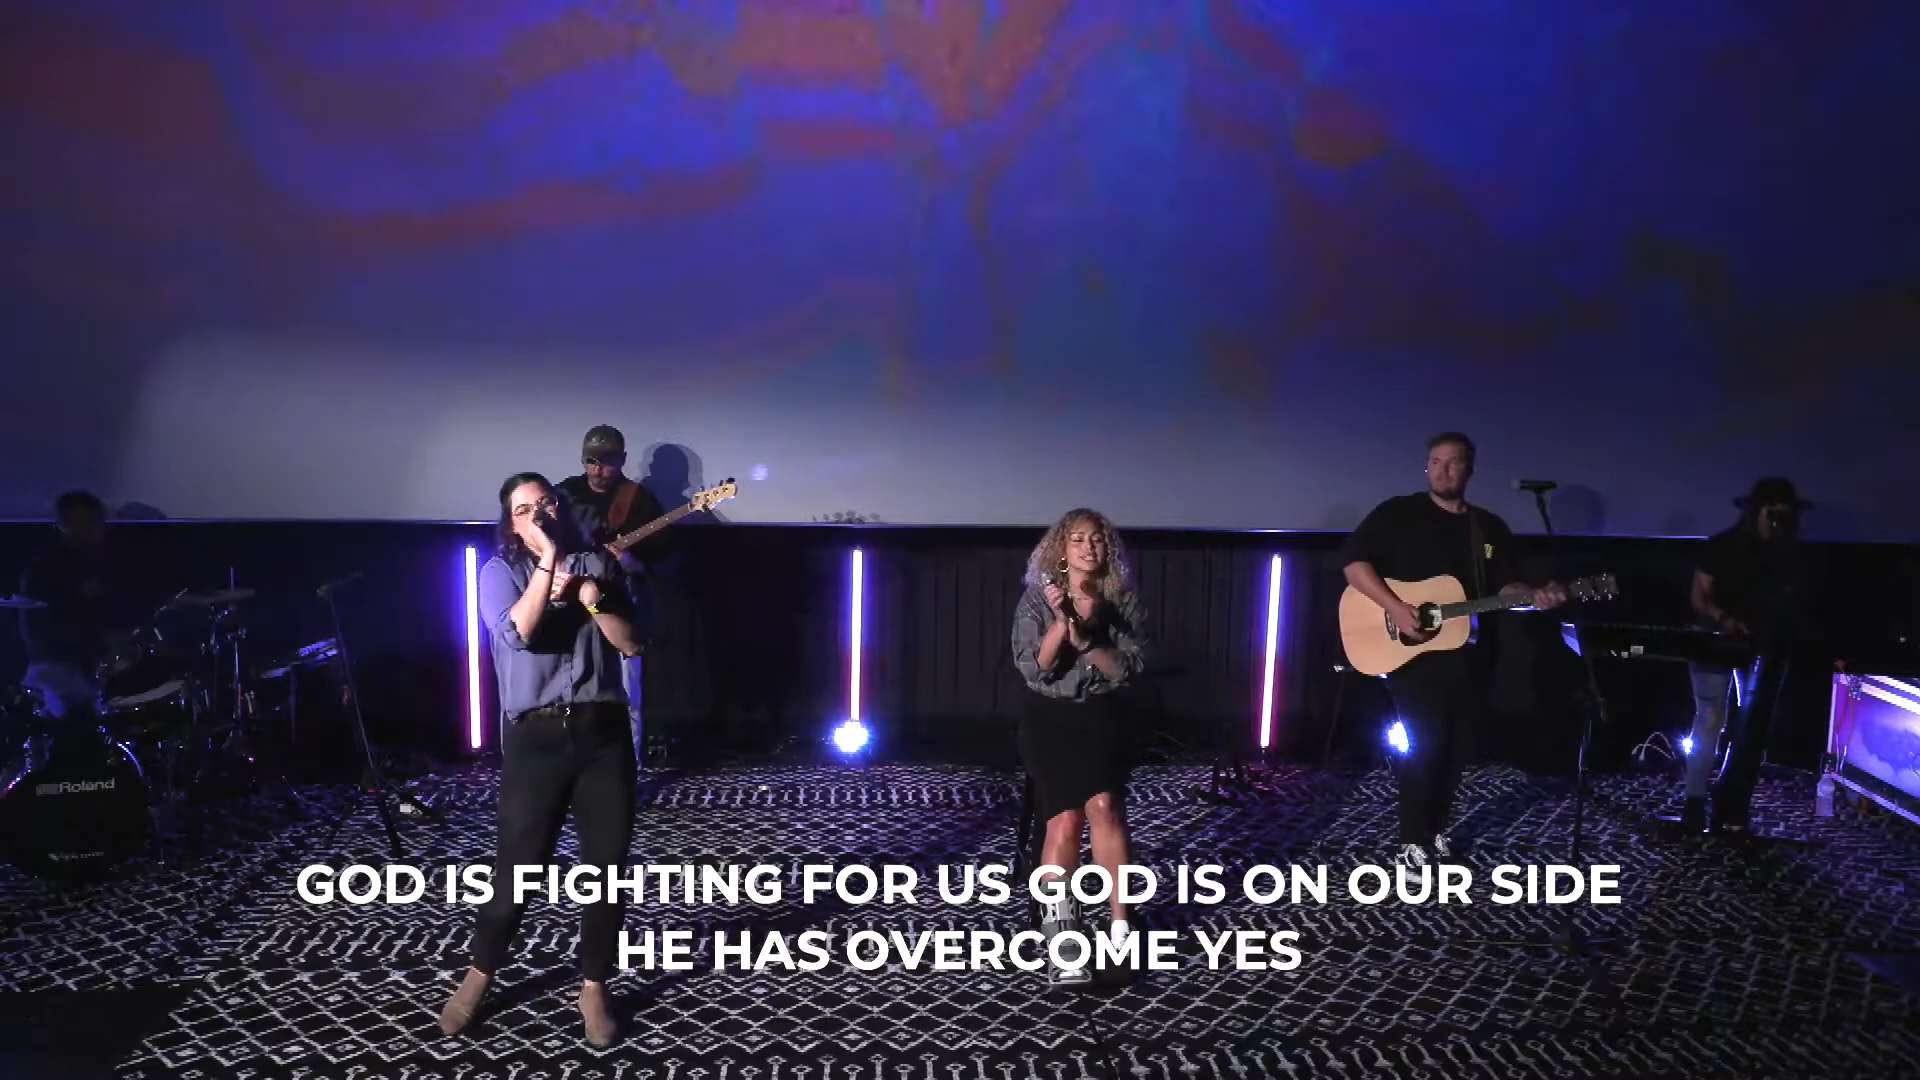 Roland
GOD IS FIGHTING FOR US GOD IS ON OUR SIDE
HE HAS OVERCOME YES